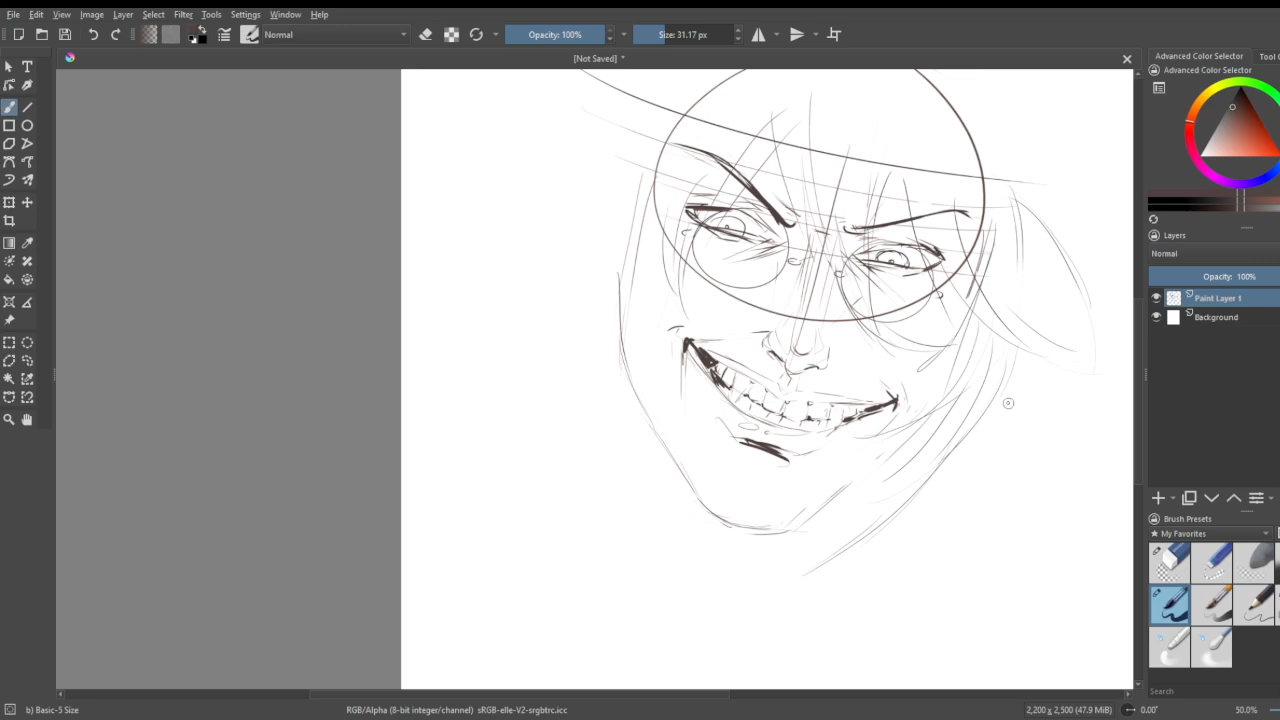 File Edit View Image Layer Select Filter Tools Settings Window Help
Normal Opacity: 100% Size: 31.17 px
[Not Saved] *
Advanced Color Selector Tool
Advanced Color Selector
Layers
Normal
Opacity: 100%
Paint Layer 1
Background
Brush Presets
My Favorites
Search
b) Basic-5 Size RGB/Alpha (8-bit integer/channel) sRGB-elle-V2-srgbtrc.icc 2,200 x 2,500 (47.9 MiB) 0.00° 50.0%